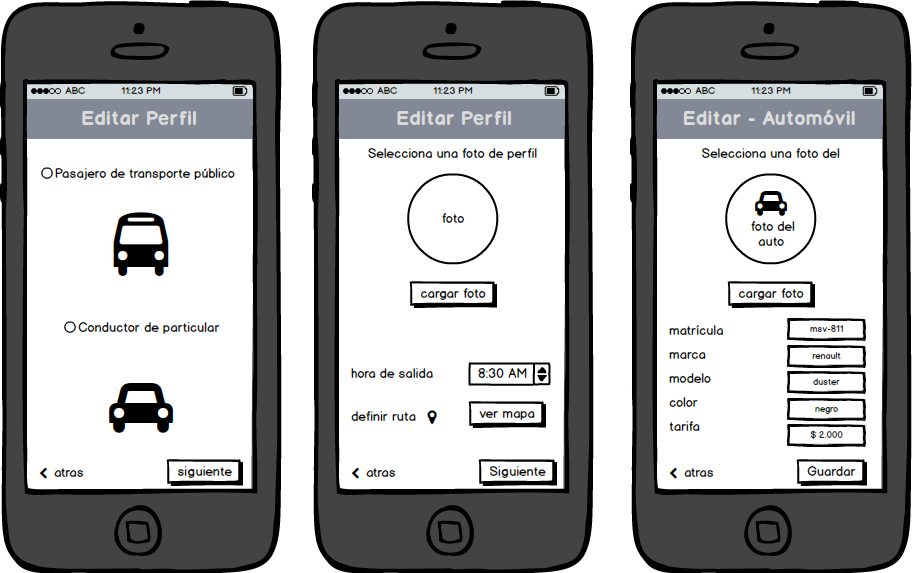 ABC 11:23 PM
Editar Perfil
Pasajero de transporte público
Conductor de particular
atras siguiente
ABC 11:23 PM
Editar Perfil
Selecciona una foto de perfil
foto
cargar foto
hora de salida 8:30 AM
definir ruta ver mapa
atras Siguiente
ABC 11:23 PM
Editar - Automóvil
Selecciona una foto del
foto del
auto
cargar foto
matrícula msv-811
marca renault
modelo duster
color negro
tarifa $ 2.000
atras Guardar